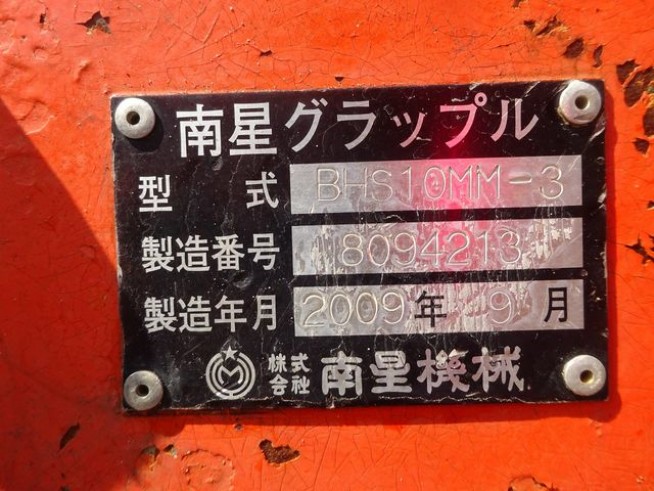 南星グラップル
型式 BHS10MM-3
製造番号 8094213
製造年月 2009年 9月
株式会社 南星機械